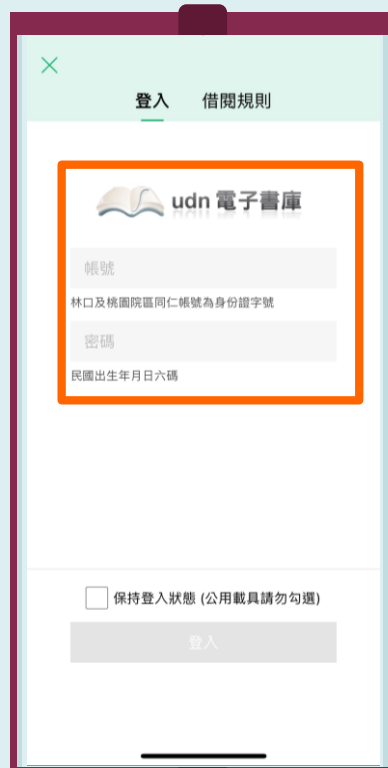 登入 借閱規則
udn 電子書庫
帳號
林口及桃園院區同仁帳號為身份證字號
密碼
民國出生年月日六碼
保持登入狀態 (公用載具請勿勾選)
登入